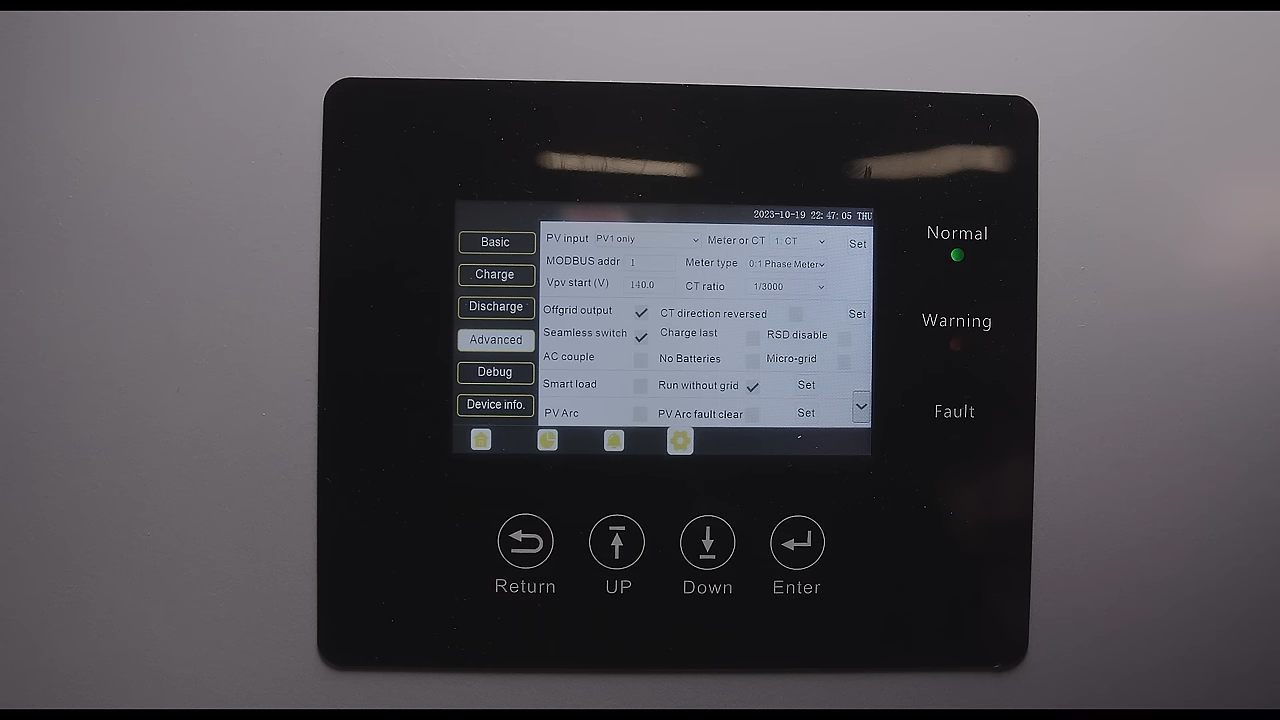 2023-10-19 22:47:05 THU
Basic
Charge
Discharge
Advanced
Debug
Device info.
PV input PV1 only Meter or CT 1: CT Set
MODBUS addr 1 Meter type 0:1 Phase Meter
Vpv start (V) 140.0 CT ratio 1/3000
Offgrid output CT direction reversed Set
Seamless switch Charge last RSD disable
AC couple No Batteries Micro-grid
Smart load Run without grid Set
PV Arc PV Arc fault clear Set
Normal
Warning
Fault
Return UP Down Enter